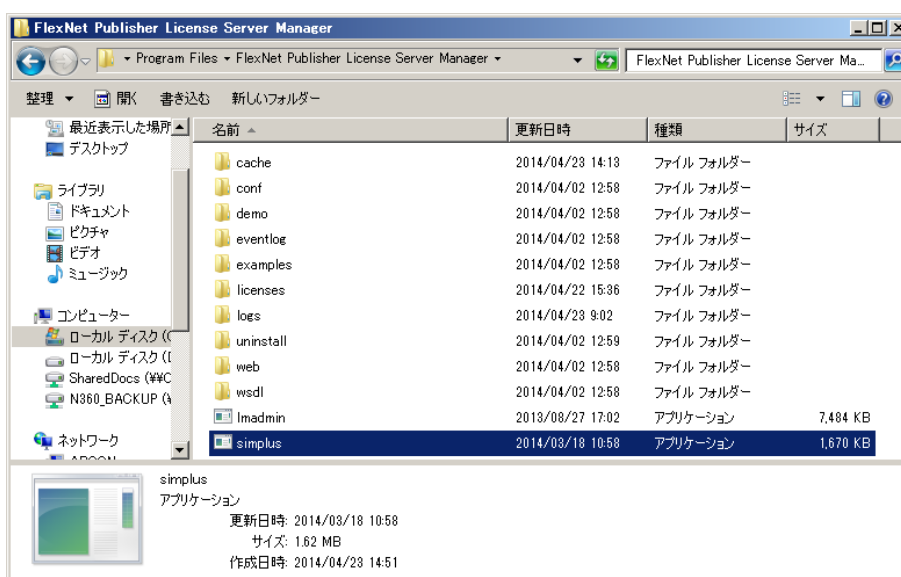 FlexNet Publisher License Server Manager
Program Files FlexNet Publisher License Server Manager
FlexNet Publisher License Server Ma...
整理 開く 書き込む 新しいフォルダー
名前 更新日時 種類 サイズ
最近表示した場所
デスクトップ
ライブラリ
ドキュメント
ピクチャ
ビデオ
ミュージック
コンピューター
ローカル ディスク (C
ローカル ディスク (D
SharedDocs (¥¥C
N360_BACKUP (¥
ネットワーク
cache 2014/04/23 14:13 ファイル フォルダー
conf 2014/04/02 12:58 ファイル フォルダー
demo 2014/04/02 12:58 ファイル フォルダー
eventlog 2014/04/02 12:58 ファイル フォルダー
examples 2014/04/02 12:58 ファイル フォルダー
licenses 2014/04/22 15:36 ファイル フォルダー
logs 2014/04/23 9:02 ファイル フォルダー
uninstall 2014/04/02 12:59 ファイル フォルダー
web 2014/04/02 12:58 ファイル フォルダー
wsdl 2014/04/02 12:58 ファイル フォルダー
lmadmin 2013/08/27 17:02 アプリケーション 7,484 KB
simplus 2014/03/18 10:58 アプリケーション 1,670 KB
simplus
アプリケーション
更新日時: 2014/03/18 10:58
サイズ: 1.62 MB
作成日時: 2014/04/23 14:51